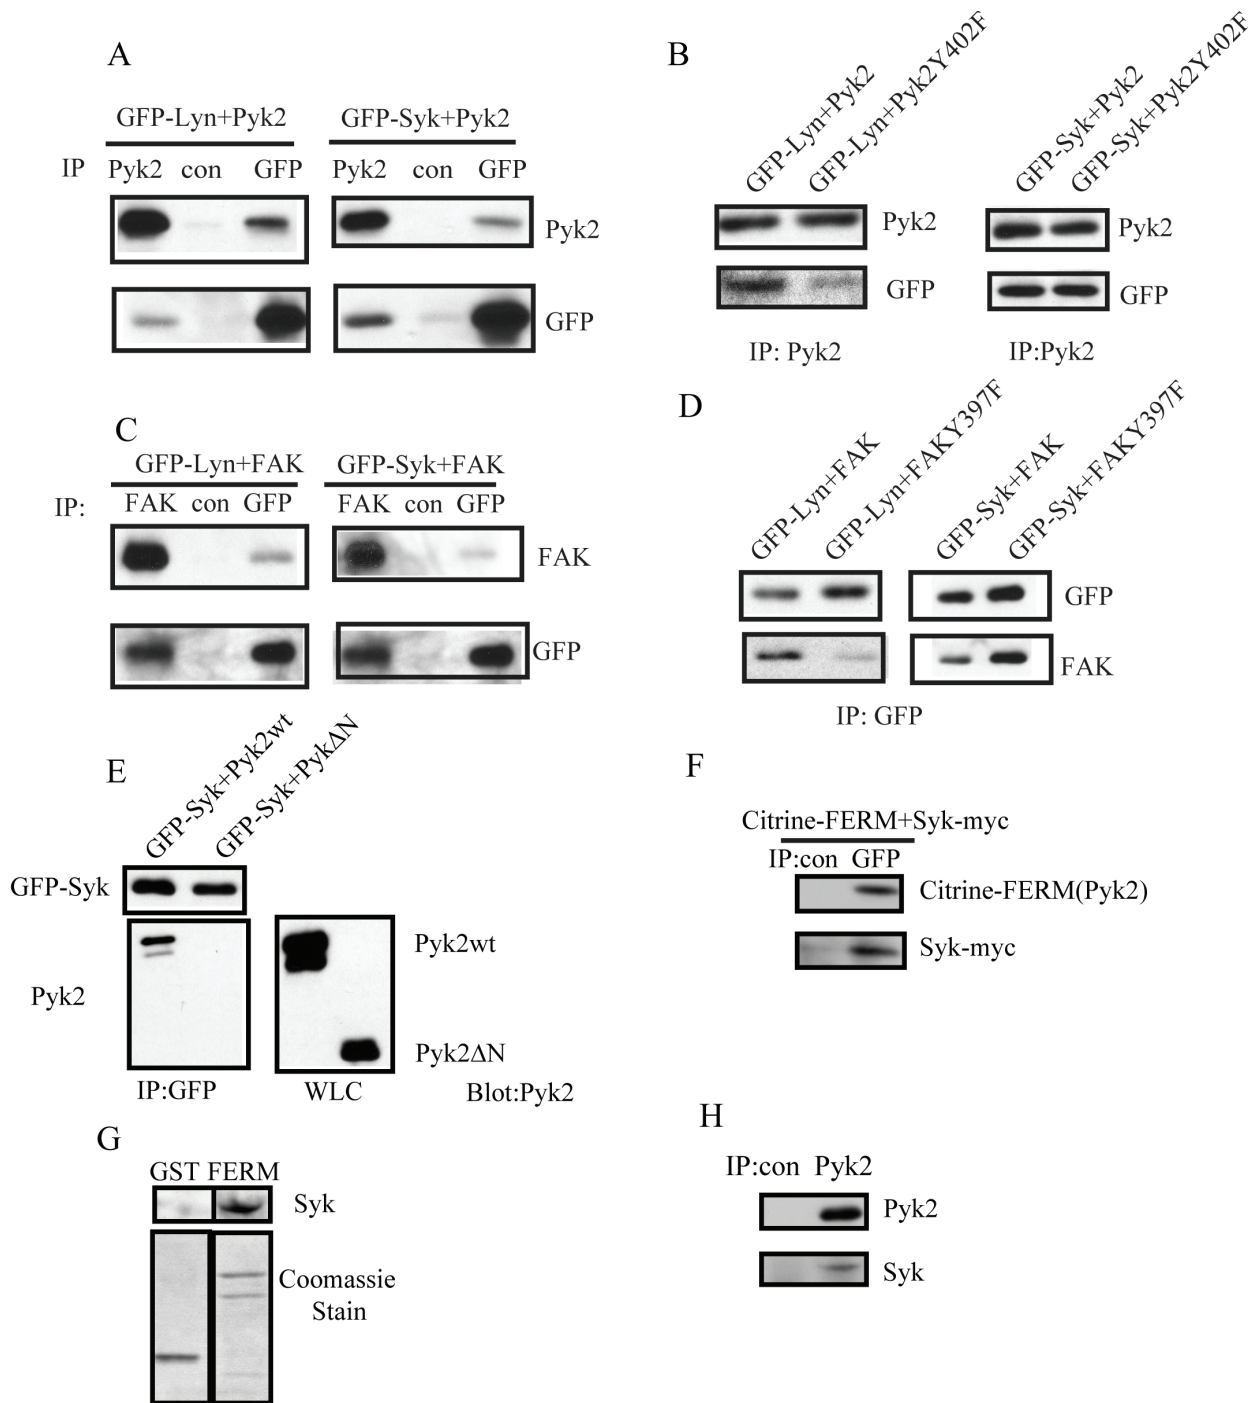 A
GFP-Lyn+Pyk2
GFP-Syk+Pyk2
IP Pyk2 con GFP Pyk2 con GFP
Pyk2
GFP
B
GFP-Lyn+Pyk2
GFP-Lyn+Pyk2Y402F
GFP-Syk+Pyk2
GFP-Syk+Pyk2Y402F
Pyk2
Pyk2
GFP
GFP
IP: Pyk2
IP:Pyk2
C
GFP-Lyn+FAK
GFP-Syk+FAK
IP: FAK con GFP FAK con GFP
FAK
GFP
D
GFP-Lyn+FAK
GFP-Lyn+FAKY397F
GFP-Syk+FAK
GFP-Syk+FAKY397F
GFP
FAK
IP: GFP
E
GFP-Syk+Pyk2wt
GFP-Syk+PykΔN
GFP-Syk
Pyk2
Pyk2wt
Pyk2ΔN
IP:GFP
WLC
Blot:Pyk2
F
Citrine-FERM+Syk-myc
IP:con GFP
Citrine-FERM(Pyk2)
Syk-myc
G
GST FERM
Syk
Coomassie
Stain
H
IP:con Pyk2
Pyk2
Syk